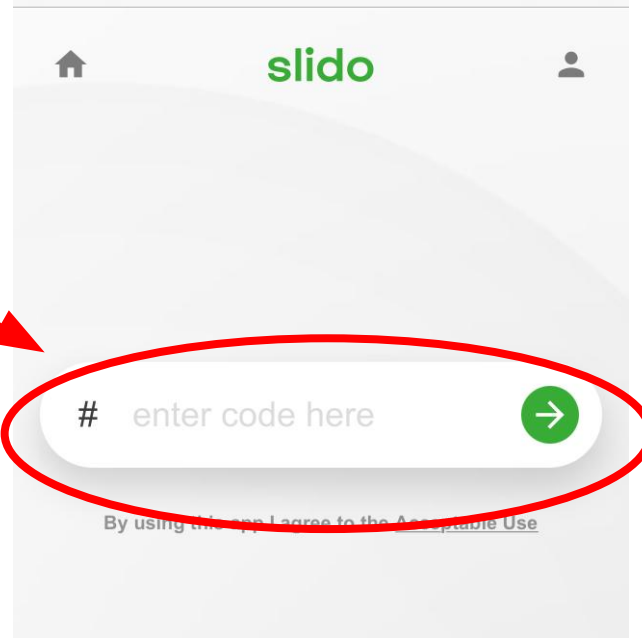 slido
# enter code here
By using this app I agree to the Acceptable Use